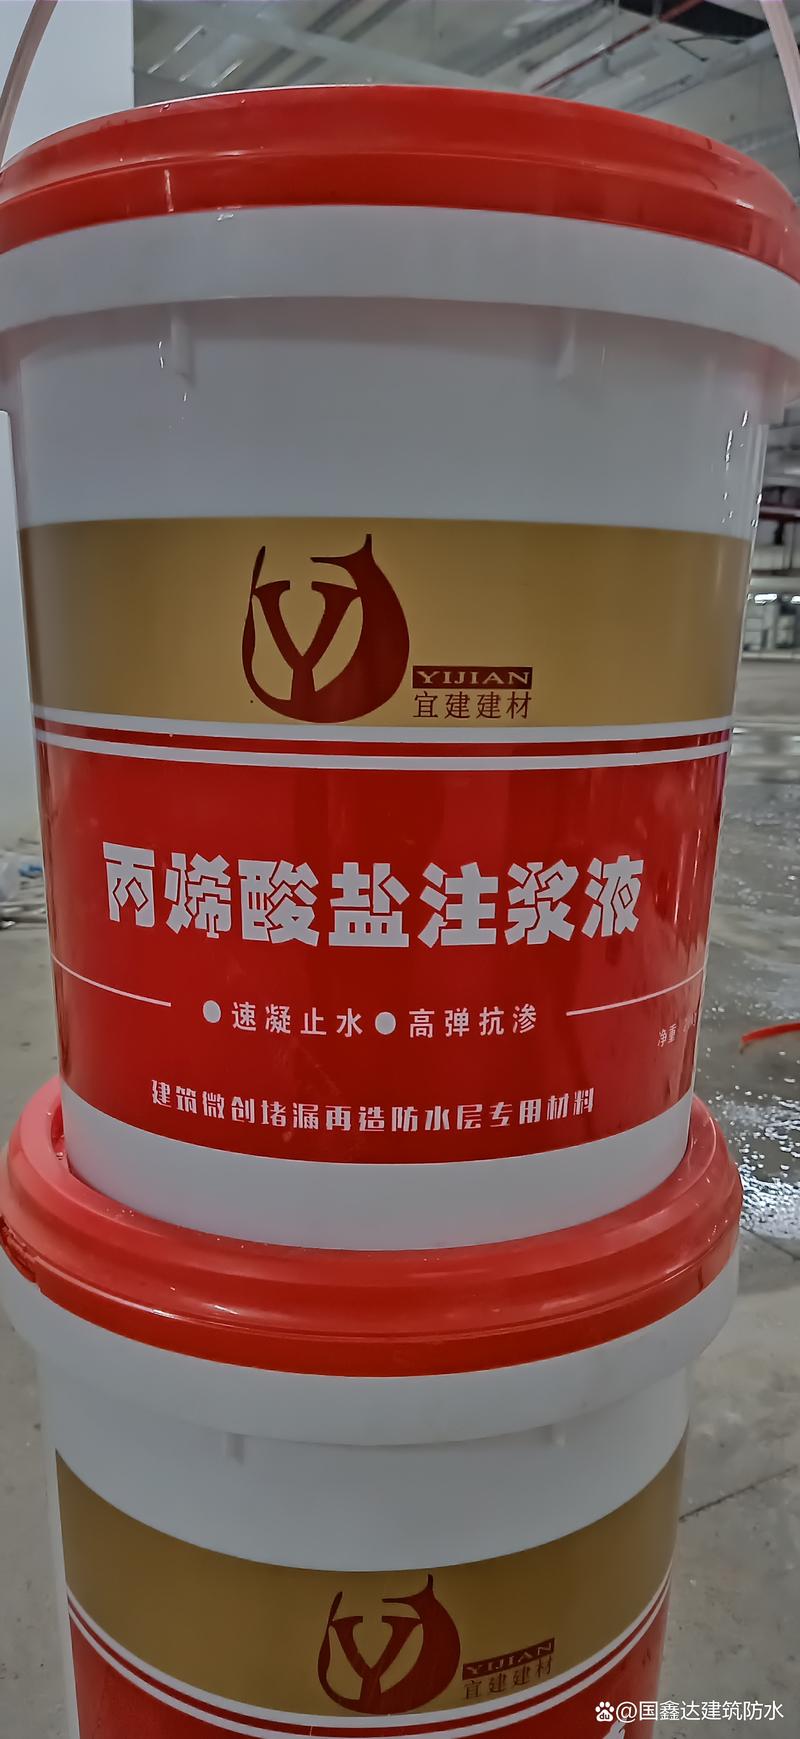 Y
YIJIAN
宜建建材
丙烯酸盐注浆液
●速凝止水●高弹抗渗
净重
建筑微创堵漏再造防水层专用材料
Y
YIJIAN
宜建建材
du @国鑫达建筑防水